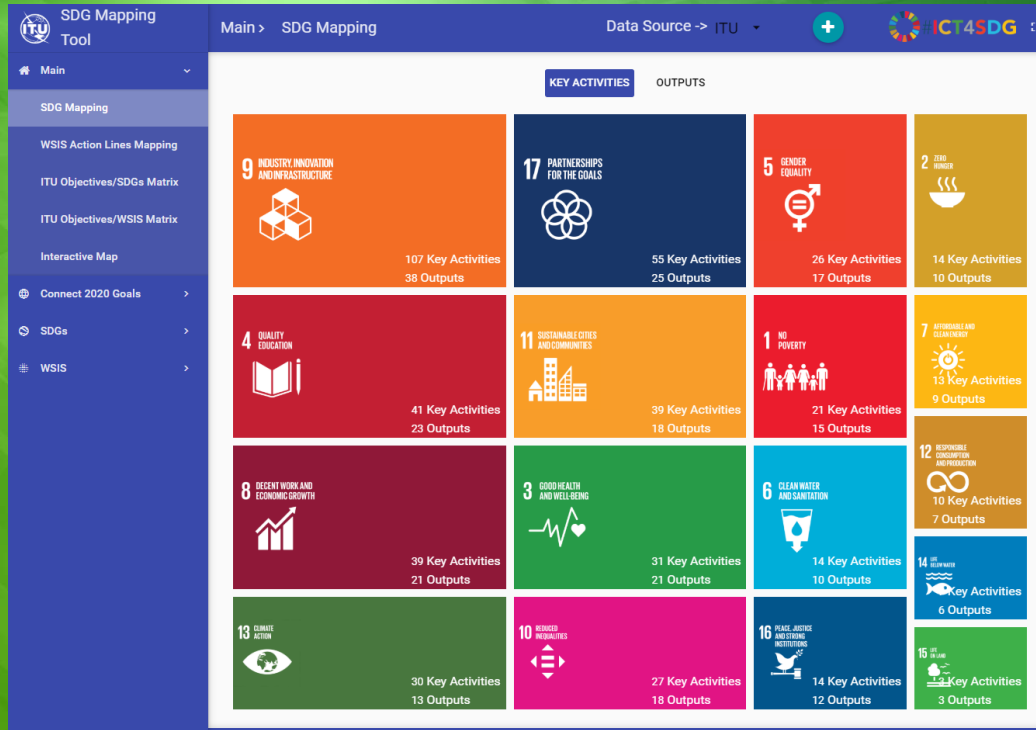 SDG Mapping
Tool
Main > SDG Mapping
Data Source -> ITU
+
#ICT4SDG
Main
SDG Mapping
WSIS Action Lines Mapping
ITU Objectives/SDGs Matrix
ITU Objectives/WSIS Matrix
Interactive Map
Connect 2020 Goals
SDGs
WSIS
KEY ACTIVITIES OUTPUTS
9 INDUSTRY, INNOVATION
AND INFRASTRUCTURE
107 Key Activities
38 Outputs
17 PARTNERSHIPS
FOR THE GOALS
55 Key Activities
25 Outputs
5 GENDER
EQUALITY
26 Key Activities
17 Outputs
2 ZERO
HUNGER
14 Key Activities
10 Outputs
4 QUALITY
EDUCATION
41 Key Activities
23 Outputs
11 SUSTAINABLE CITIES
AND COMMUNITIES
39 Key Activities
18 Outputs
1 NO
POVERTY
21 Key Activities
15 Outputs
7 AFFORDABLE AND
CLEAN ENERGY
13 Key Activities
9 Outputs
8 DECENT WORK AND
ECONOMIC GROWTH
39 Key Activities
21 Outputs
3 GOOD HEALTH
AND WELL-BEING
31 Key Activities
21 Outputs
6 CLEAN WATER
AND SANITATION
14 Key Activities
10 Outputs
12 RESPONSIBLE
CONSUMPTION
AND PRODUCTION
10 Key Activities
7 Outputs
14 LIFE
BELOW WATER
Key Activities
6 Outputs
13 CLIMATE
ACTION
30 Key Activities
13 Outputs
10 REDUCED
INEQUALITIES
27 Key Activities
18 Outputs
16 PEACE, JUSTICE
AND STRONG
INSTITUTIONS
14 Key Activities
12 Outputs
15 LIFE
ON LAND
3 Key Activities
3 Outputs